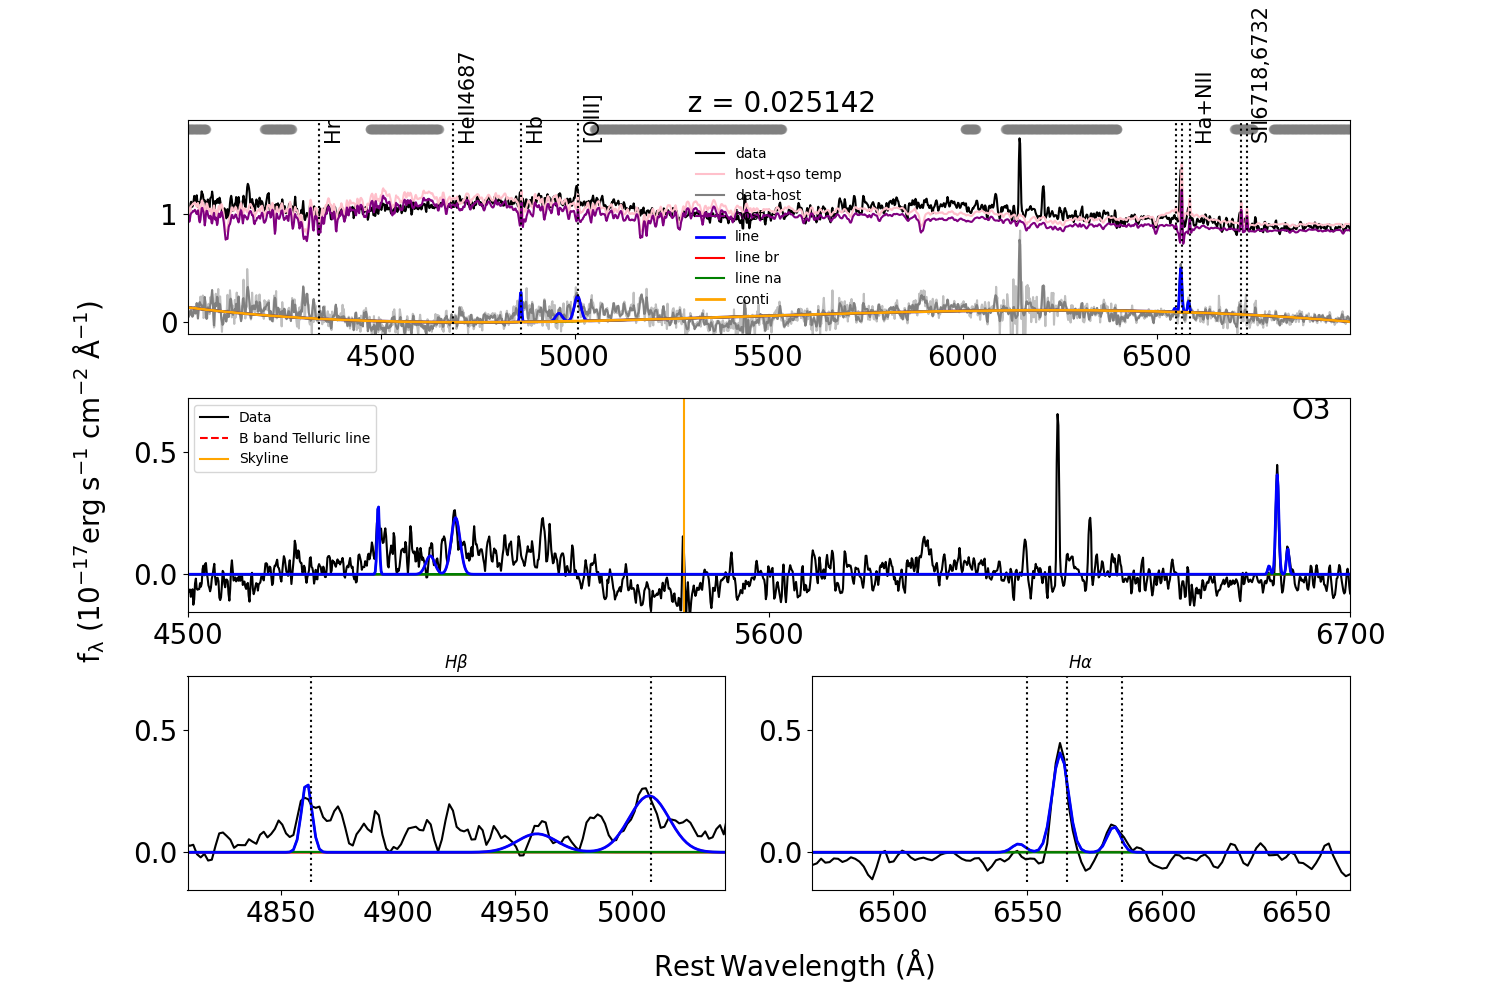 z = 0.025142
Hr
HeII4687
Hb
[OIII]
Ha+NII
SII6718,6732
data
host+qso temp
data-host
line
line br
line na
conti
1
0
4500
5000
5500
6000
6500
fλ (10−17erg s−1 cm−2 Å−1)
O3
Data
B band Telluric line
Skyline
0.5
0.0
4500
5600
6700
Hβ
0.5
0.0
4850
4900
4950
5000
Hα
0.5
0.0
6500
6550
6600
6650
Rest Wavelength (Å)